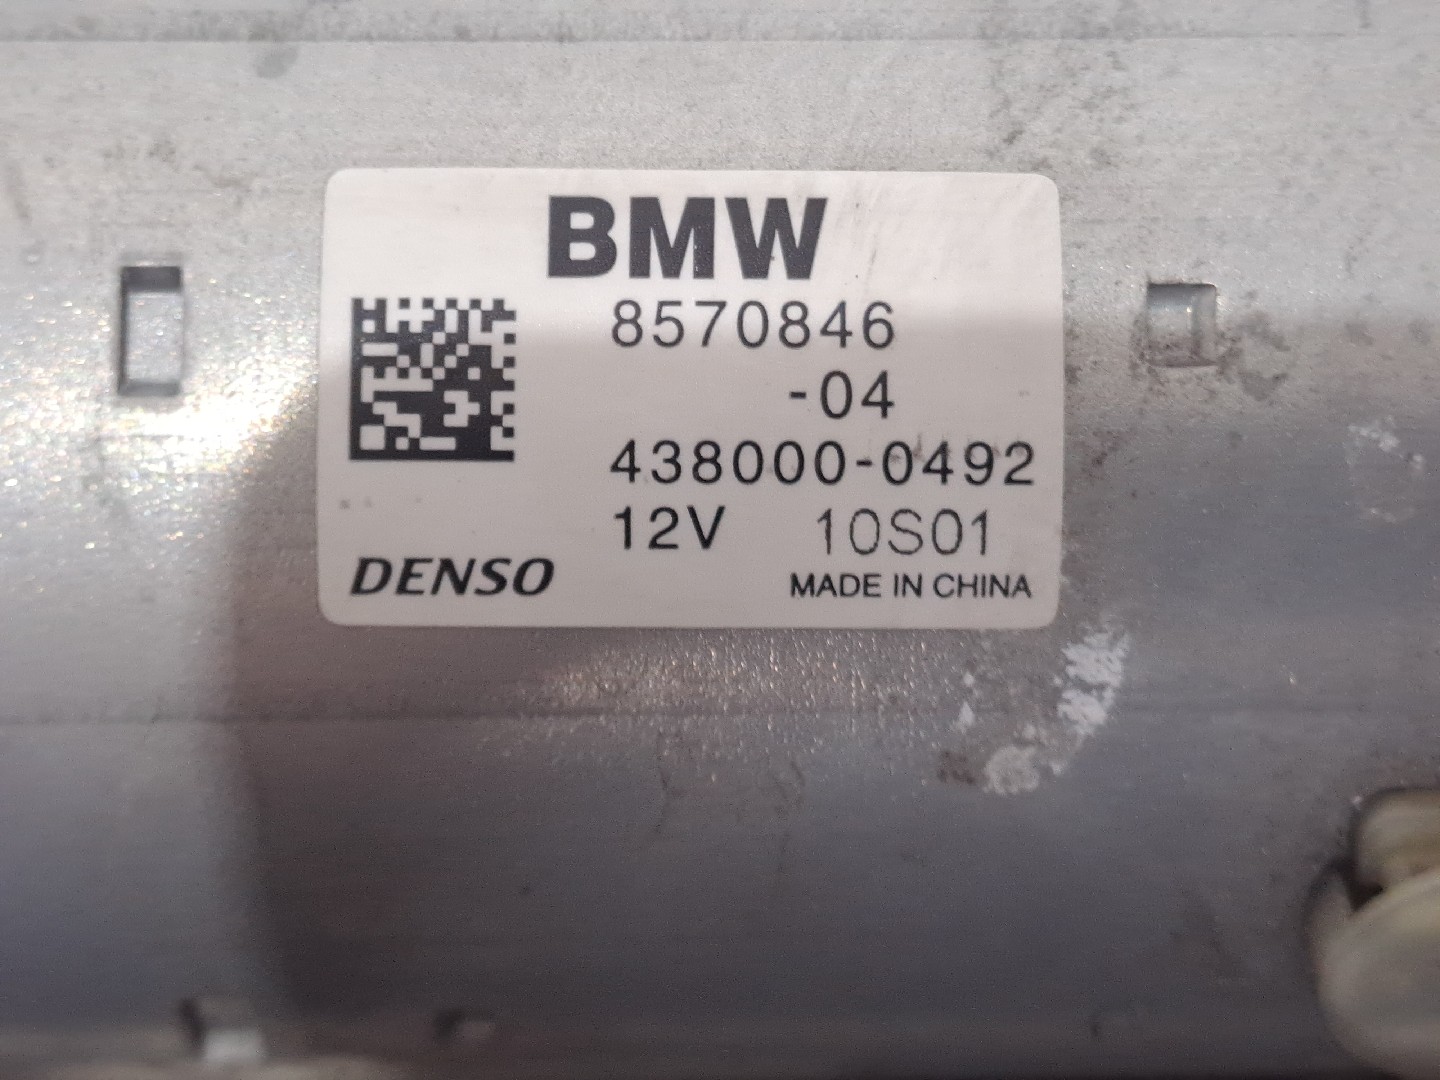 BMW
8570846
-04
438000-0492
12V 10S01
DENSO MADE IN CHINA